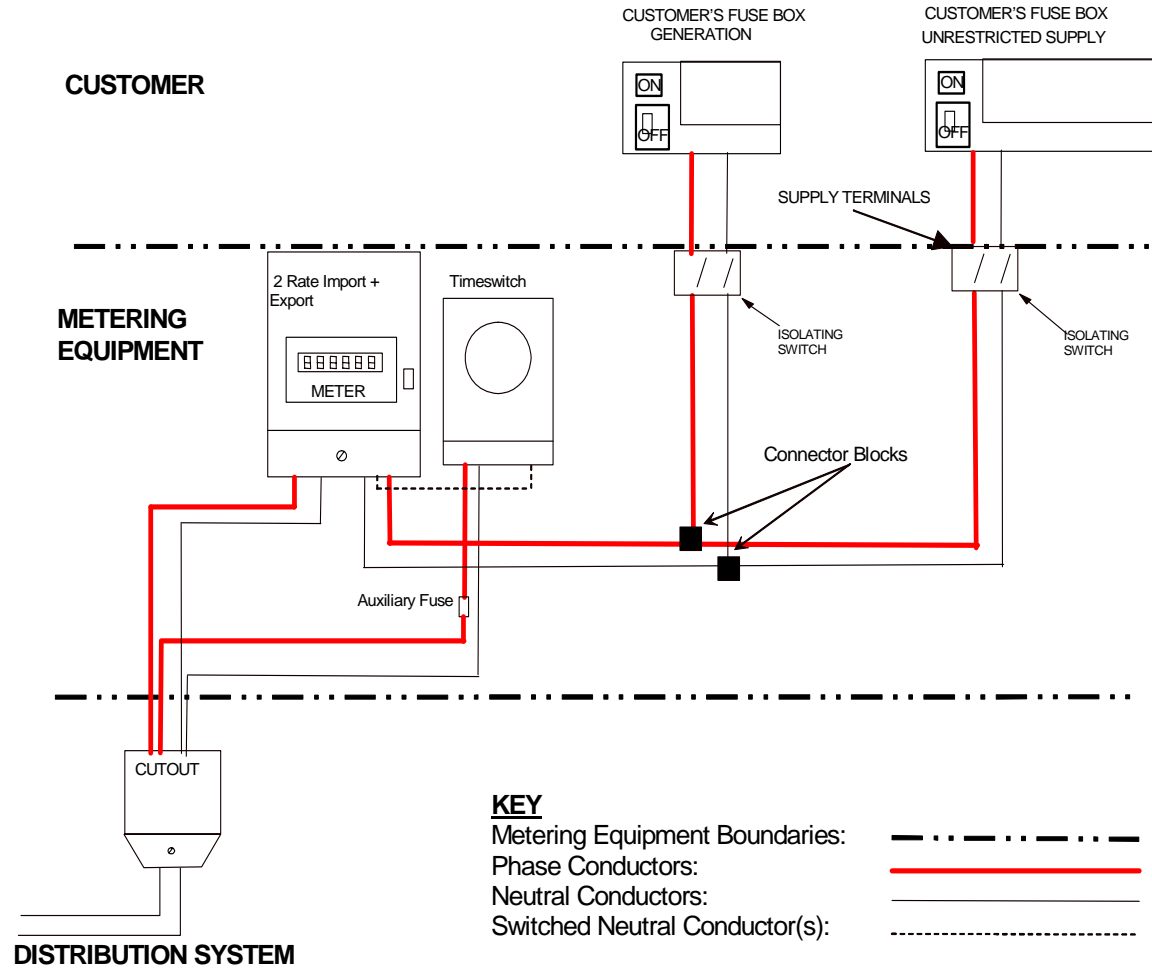 CUSTOMER'S FUSE BOX
GENERATION
CUSTOMER'S FUSE BOX
UNRESTRICTED SUPPLY
CUSTOMER
ON
OFF
ON
OFF
SUPPLY TERMINALS
2 Rate Import +
Export
Timeswitch
METERING
EQUIPMENT
ISOLATING
SWITCH
ISOLATING
SWITCH
METER
Connector Blocks
Auxiliary Fuse
CUTOUT
KEY
Metering Equipment Boundaries:
Phase Conductors:
Neutral Conductors:
Switched Neutral Conductor(s):
DISTRIBUTION SYSTEM